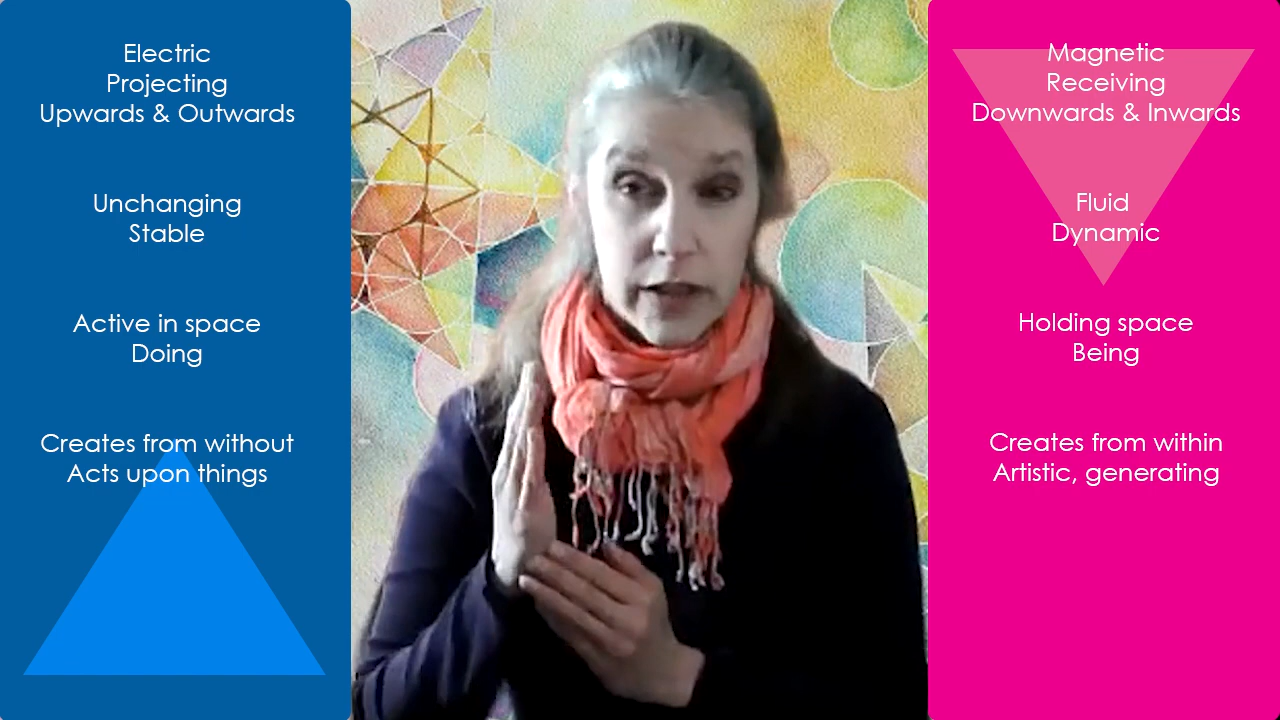 Electric
Projecting
Upwards & Outwards
Unchanging
Stable
Active in space
Doing
Creates from without
Acts upon things
Magnetic
Receiving
Downwards & Inwards
Fluid
Dynamic
Holding space
Being
Creates from within
Artistic, generating